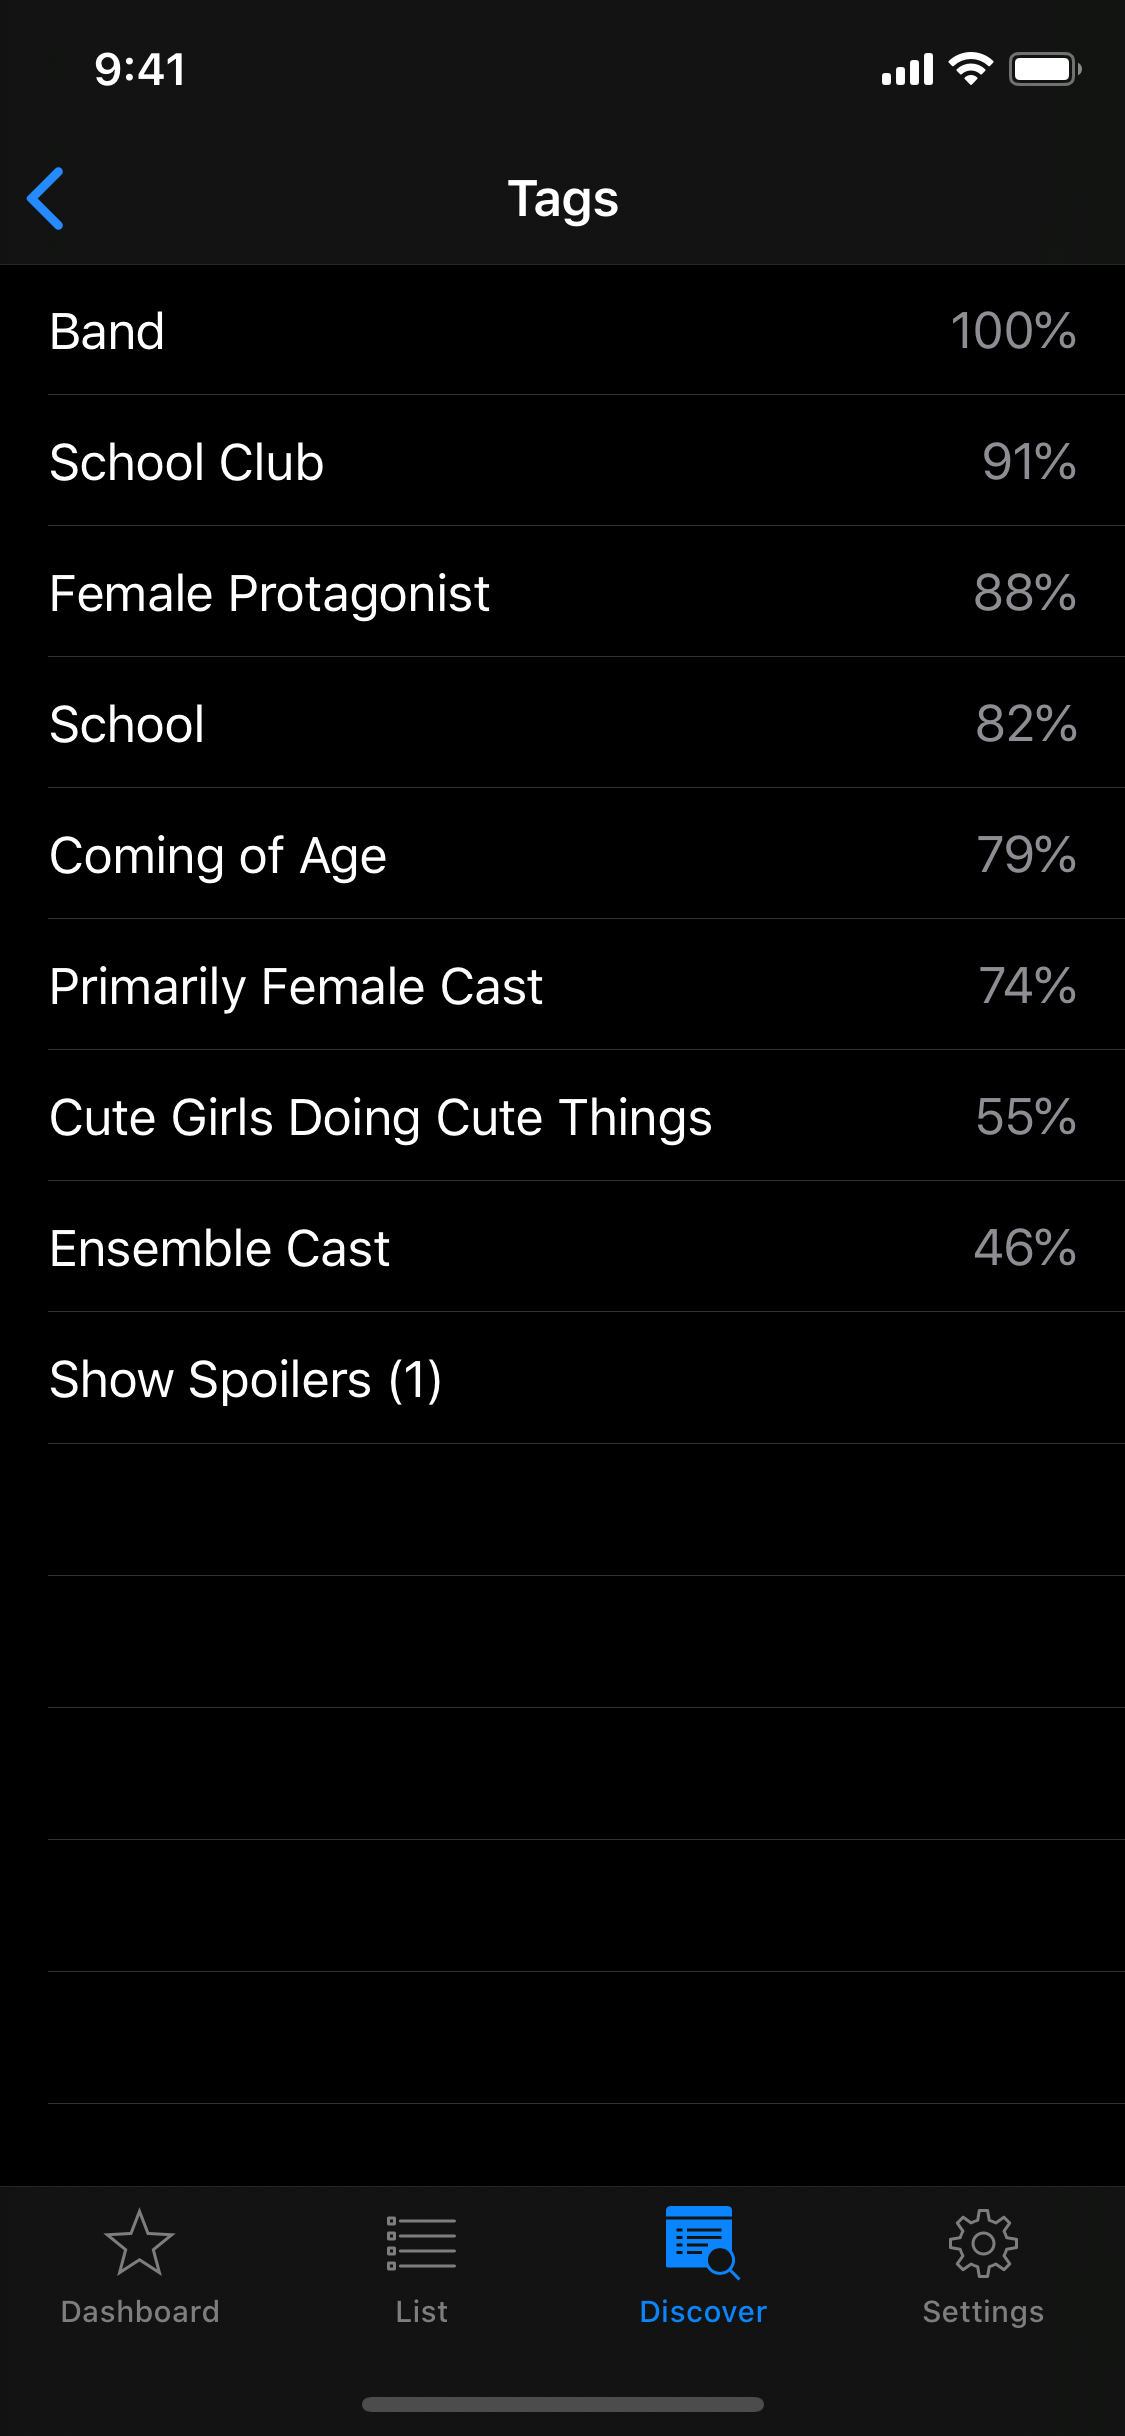 9:41
Tags
Band 100%
School Club 91%
Female Protagonist 88%
School 82%
Coming of Age 79%
Primarily Female Cast 74%
Cute Girls Doing Cute Things 55%
Ensemble Cast 46%
Show Spoilers (1)
Dashboard List Discover Settings